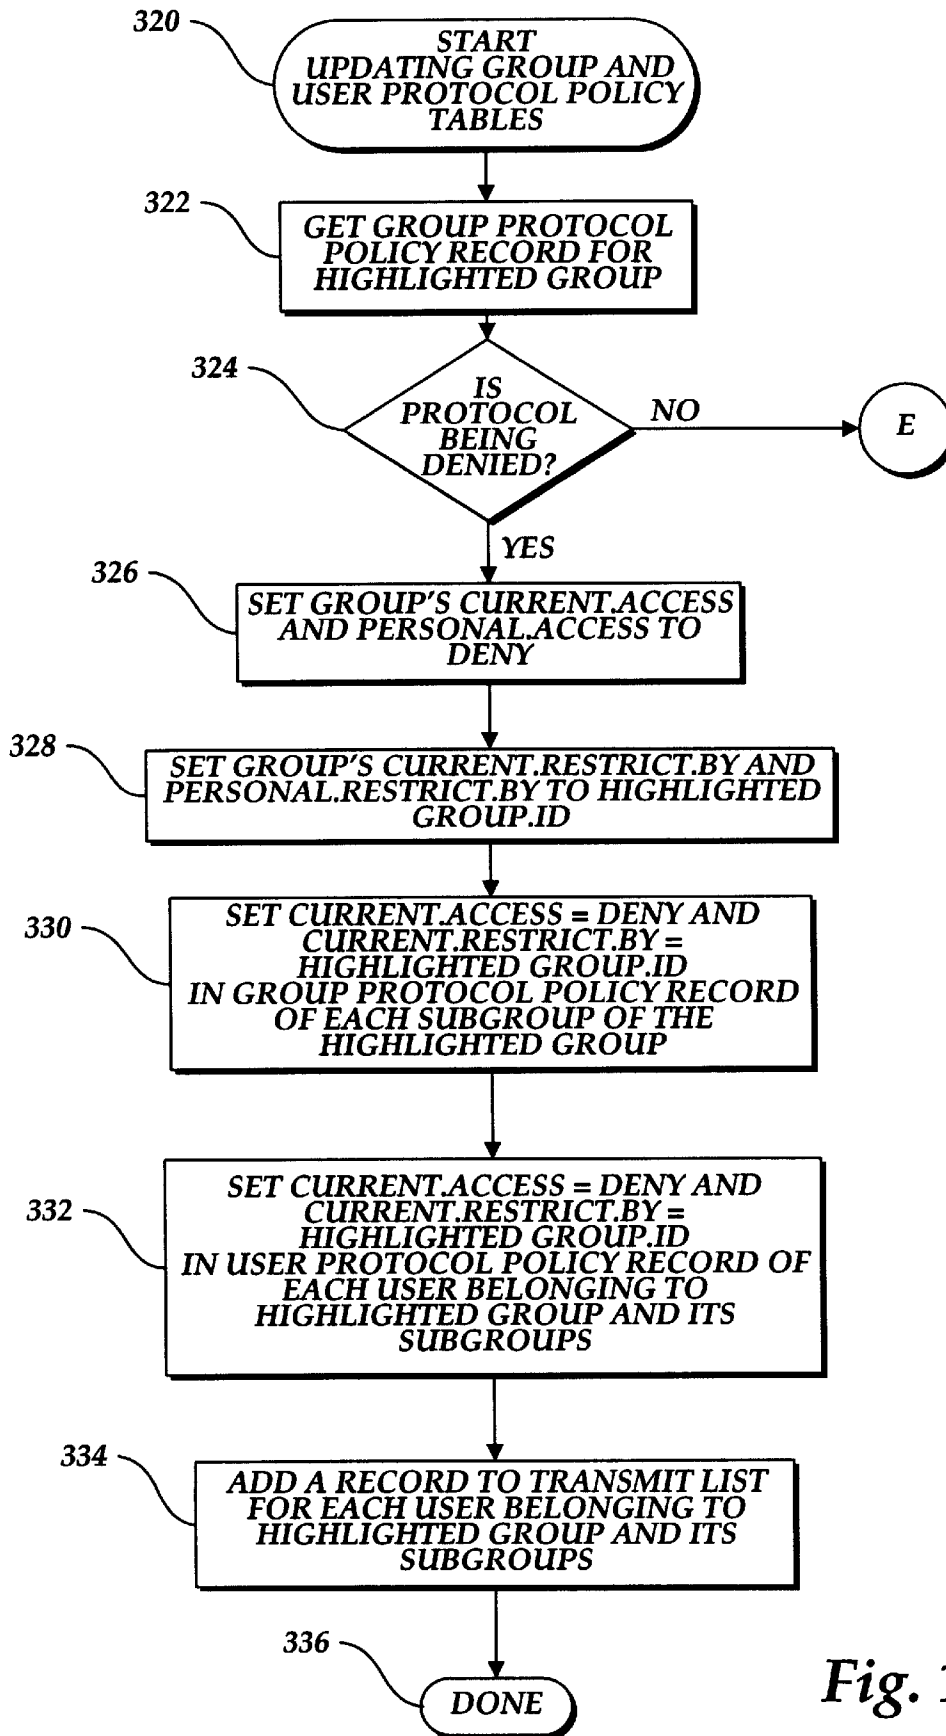 320
START
UPDATING GROUP AND
USER PROTOCOL POLICY
TABLES
322
GET GROUP PROTOCOL
POLICY RECORD FOR
HIGHLIGHTED GROUP
324
IS
PROTOCOL
BEING
DENIED?
NO
E
YES
326
SET GROUP'S CURRENT.ACCESS
AND PERSONAL.ACCESS TO
DENY
328
SET GROUP'S CURRENT.RESTRICT.BY AND
PERSONAL.RESTRICT.BY TO HIGHLIGHTED
GROUP.ID
330
SET CURRENT.ACCESS = DENY AND
CURRENT.RESTRICT.BY =
HIGHLIGHTED GROUP.ID
IN GROUP PROTOCOL POLICY RECORD
OF EACH SUBGROUP OF THE
HIGHLIGHTED GROUP
332
SET CURRENT.ACCESS = DENY AND
CURRENT.RESTRICT.BY =
HIGHLIGHTED GROUP.ID
IN USER PROTOCOL POLICY RECORD OF
EACH USER BELONGING TO
HIGHLIGHTED GROUP AND ITS
SUBGROUPS
334
ADD A RECORD TO TRANSMIT LIST
FOR EACH USER BELONGING TO
HIGHLIGHTED GROUP AND ITS
SUBGROUPS
336
DONE
Fig.